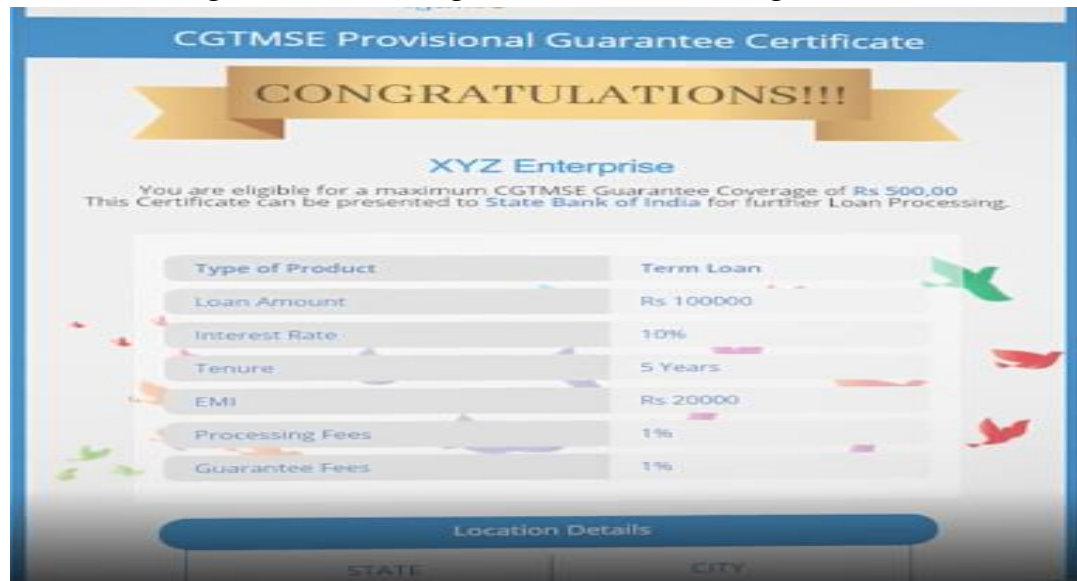 CGTMSE Provisional Guarantee Certificate
CONGRATULATIONS!!!
XYZ Enterprise
You are eligible for a maximum CGTMSE Guarantee Coverage of Rs 500,00
This Certificate can be presented to State Bank of India for further Loan Processing.
Type of Product Term Loan
Loan Amount Rs 100000
Interest Rate 10%
Tenure 5 Years
EMI Rs 20000
Processing Fees 1%
Guarantee Fees 1%
Location Details
STATE CITY